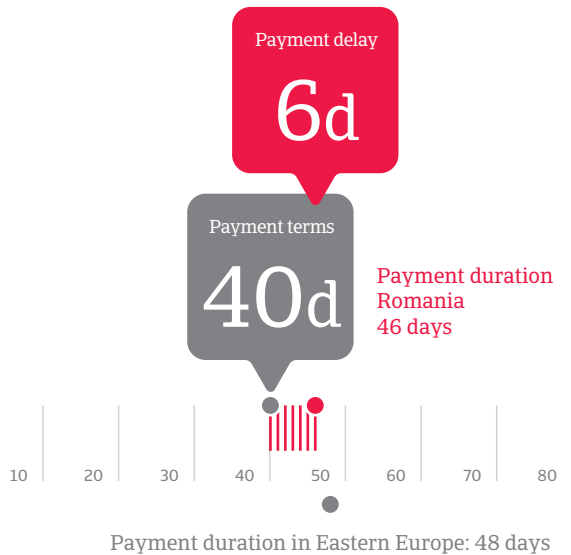 Payment delay
6d
Payment terms
40d
Payment duration
Romania
46 days
10 20 30 40 50 60 70 80
Payment duration in Eastern Europe: 48 days